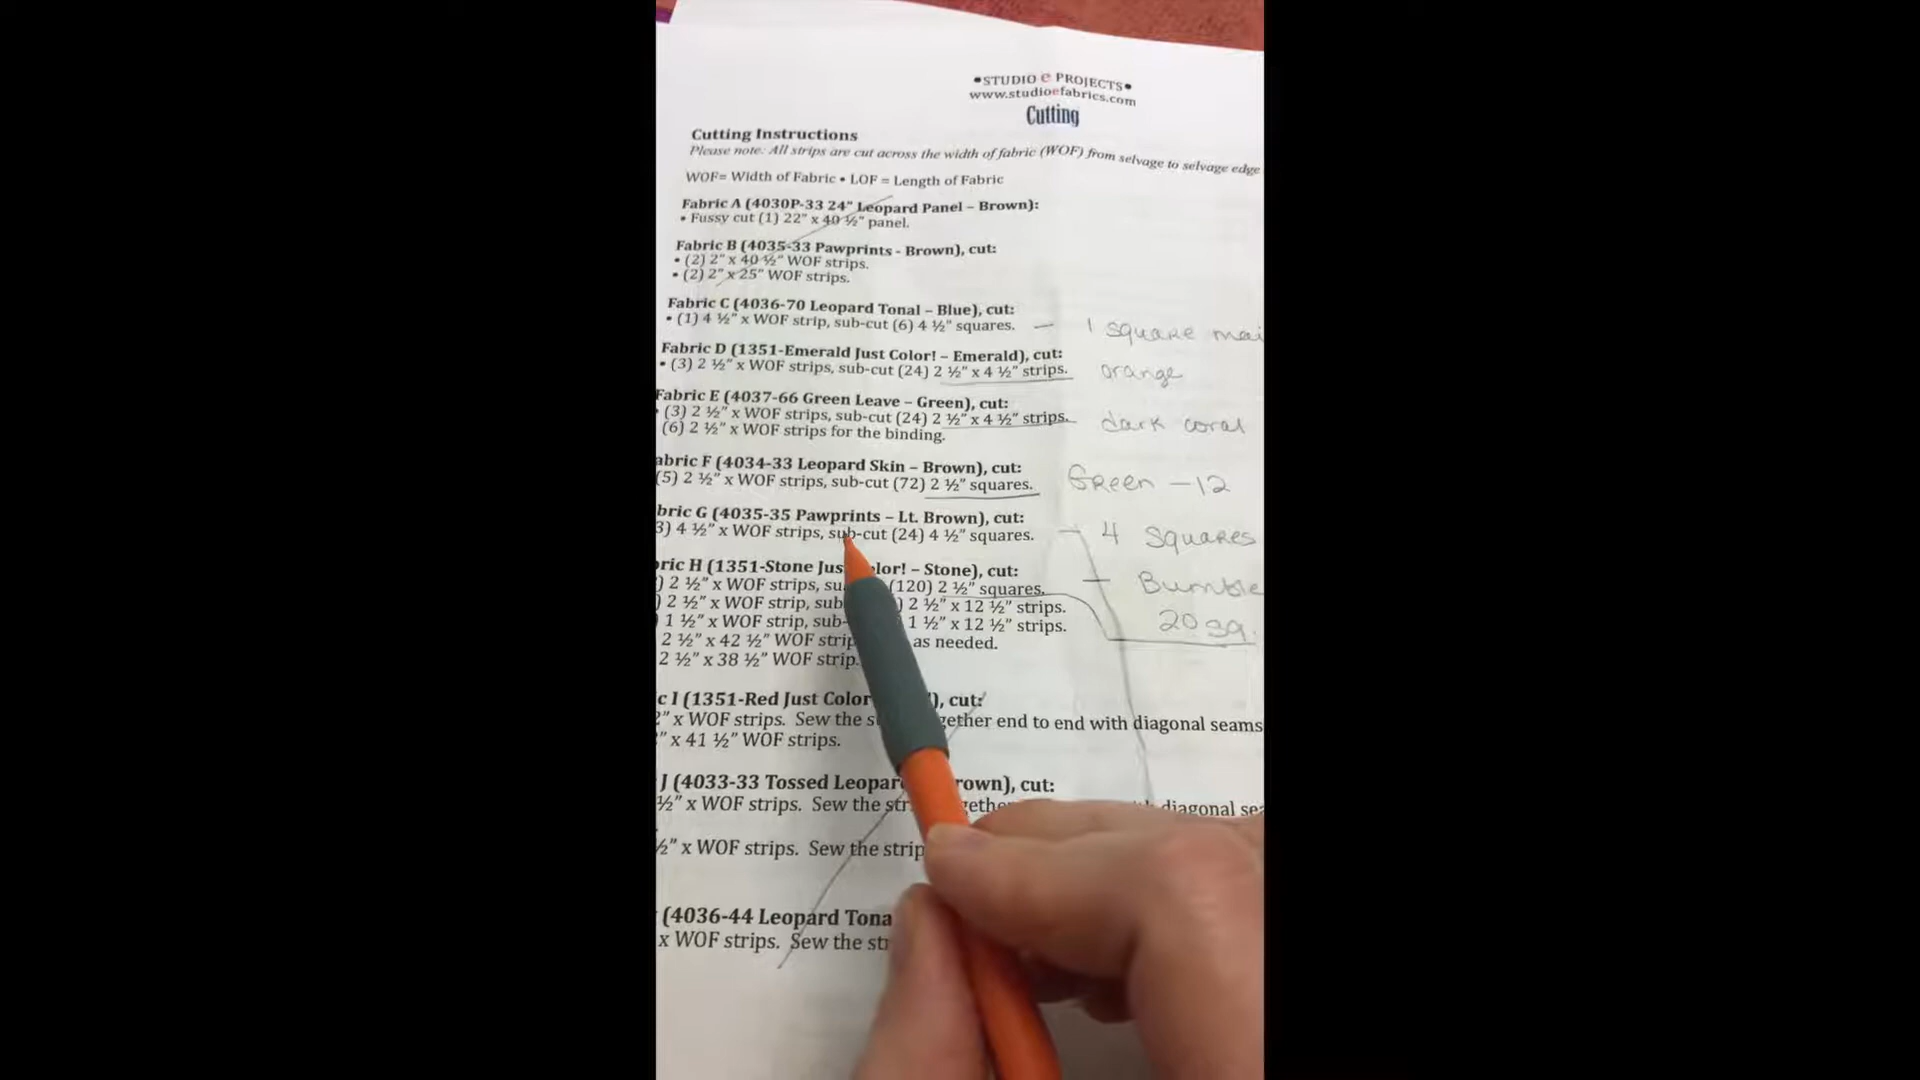 •STUDIO e PROJECTS•
www.studioefabrics.com
Cutting
Cutting Instructions
Please note: All strips are cut across the width of fabric (WOF) from selvage to selvage edge
WOF= Width of Fabric • LOF = Length of Fabric
Fabric A (4030P-33 24" Leopard Panel – Brown):
• Fussy cut (1) 22" x 40 ½" panel.
Fabric B (4035-33 Pawprints - Brown), cut:
• (2) 2" x 40 ½" WOF strips.
• (2) 2" x 25" WOF strips.
Fabric C (4036-70 Leopard Tonal – Blue), cut:
• (1) 4 ½" x WOF strip, sub-cut (6) 4 ½" squares. — 1 square
Fabric D (1351-Emerald Just Color! – Emerald), cut:
• (3) 2 ½" x WOF strips, sub-cut (24) 2 ½" x 4 ½" strips. orange
Fabric E (4037-66 Green Leave – Green), cut:
(3) 2 ½" x WOF strips, sub-cut (24) 2 ½" x 4 ½" strips. dark coral
(6) 2 ½" x WOF strips for the binding.
abric F (4034-33 Leopard Skin – Brown), cut:
(5) 2 ½" x WOF strips, sub-cut (72) 2 ½" squares. Green – 12
bric G (4035-35 Pawprints – Lt. Brown), cut:
3) 4 ½" x WOF strips, sub-cut (24) 4 ½" squares. – 4 squares
ric H (1351-Stone Jus lor! – Stone), cut:
) 2 ½" x WOF strips, su (120) 2 ½" squares. – Bumble
) 2 ½" x WOF strip, sub ) 2 ½" x 12 ½" strips.
1 ½" x WOF strip, sub- 1 ½" x 12 ½" strips. 20 sq.
2 ½" x 42 ½" WOF strip as needed.
2 ½" x 38 ½" WOF strip.
c I (1351-Red Just Color ), cut:
2" x WOF strips. Sew the s gether end to end with diagonal seams
" x 41 ½" WOF strips.
J (4033-33 Tossed Leopar rown), cut:
½" x WOF strips. Sew the str gethe diagonal sea
½" x WOF strips. Sew the strip
(4036-44 Leopard Tona
x WOF strips. Sew the str